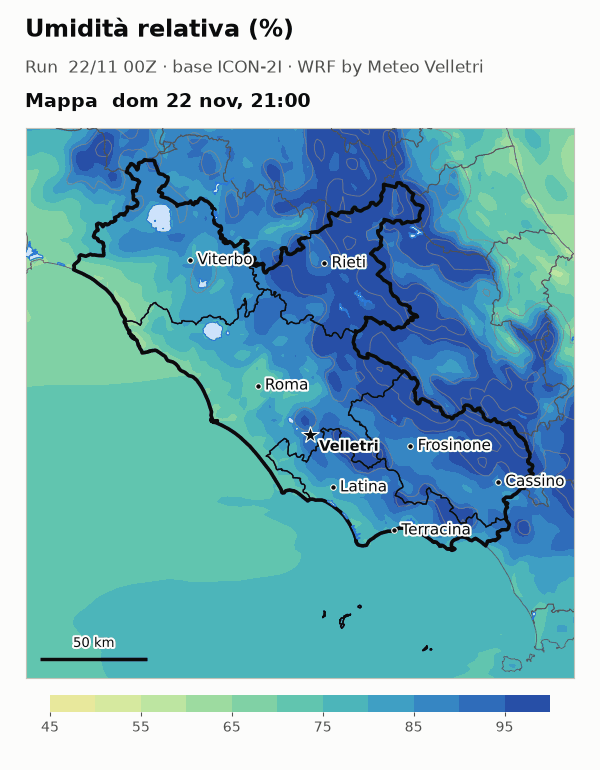 Umidità relativa (%)
Run  22/11 00Z · base ICON-2I · WRF by Meteo Velletri
Mappa  dom 22 nov, 21:00
Viterbo
Rieti
Roma
Velletri
Frosinone
Latina
Cassino
Terracina
50 km
45 55 65 75 85 95